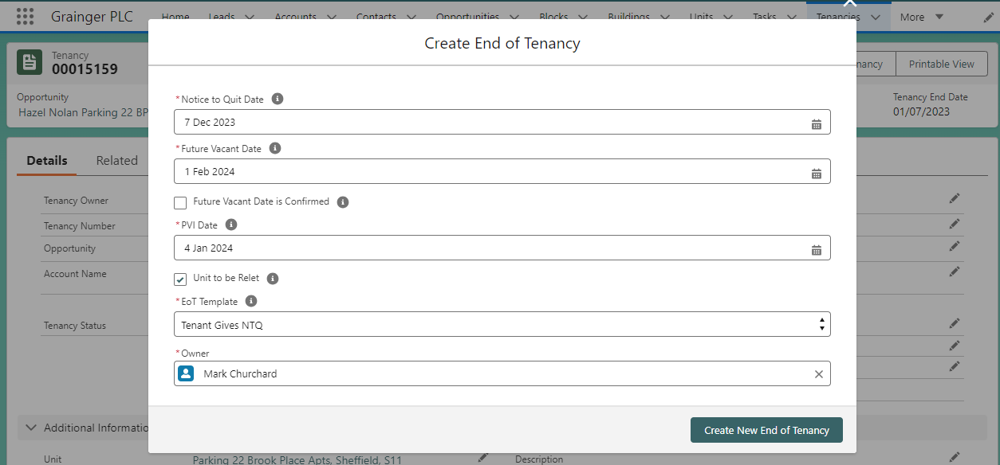 Grainger PLC Home Leads Accounts Contacts Opportunities Blocks Buildings Units Tasks Tenancies More
Tenancy
00015159
nancy Printable View
Opportunity
Hazel Nolan Parking 22 BP
Tenancy End Date
01/07/2023
Details Related
Tenancy Owner
Tenancy Number
Opportunity
Account Name
Tenancy Status
Additional Informatio
Unit Parking 22 Brook Place Apts, Sheffield, S11 Description
Create End of Tenancy
*Notice to Quit Date
7 Dec 2023
*Future Vacant Date
1 Feb 2024
Future Vacant Date is Confirmed
*PVI Date
4 Jan 2024
Unit to be Relet
*EoT Template
Tenant Gives NTQ
*Owner
Mark Churchard
Create New End of Tenancy